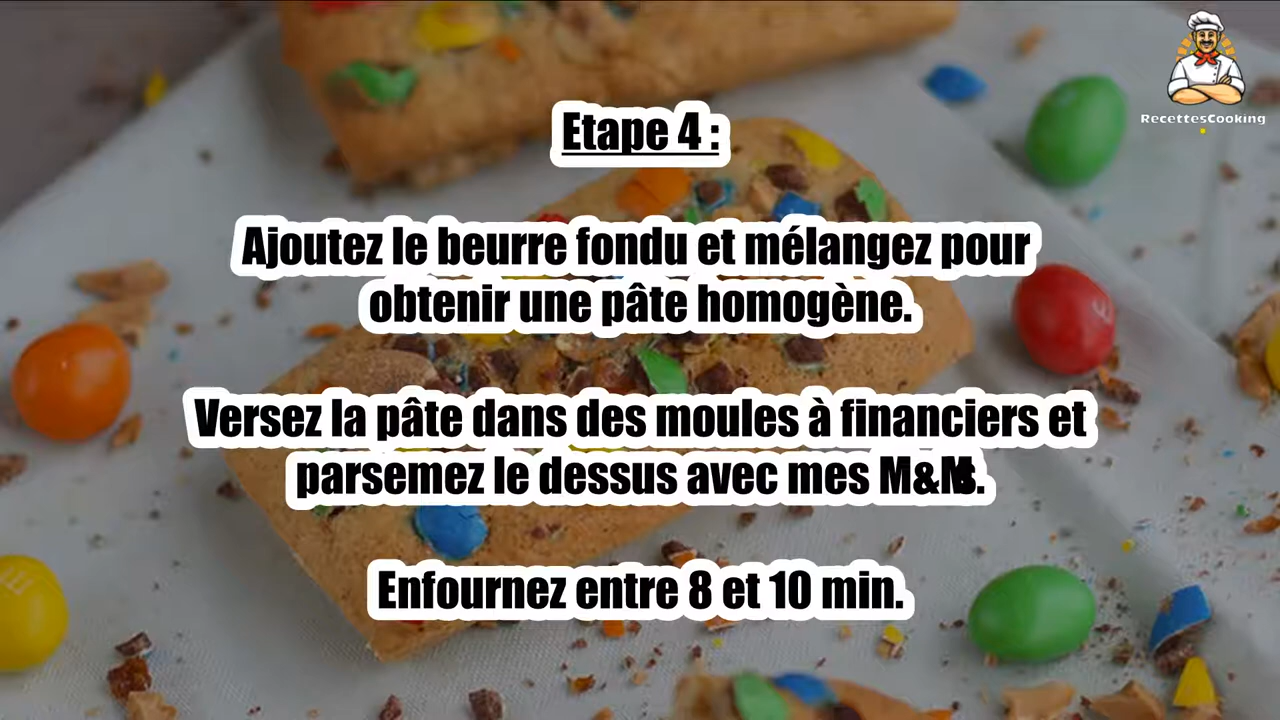 RecettesCooking
Etape 4 :
Ajoutez le beurre fondu et mélangez pour
obtenir une pâte homogène.
Versez la pâte dans des moules à financiers et
parsemez le dessus avec mes M&Ms.
Enfournez entre 8 et 10 min.